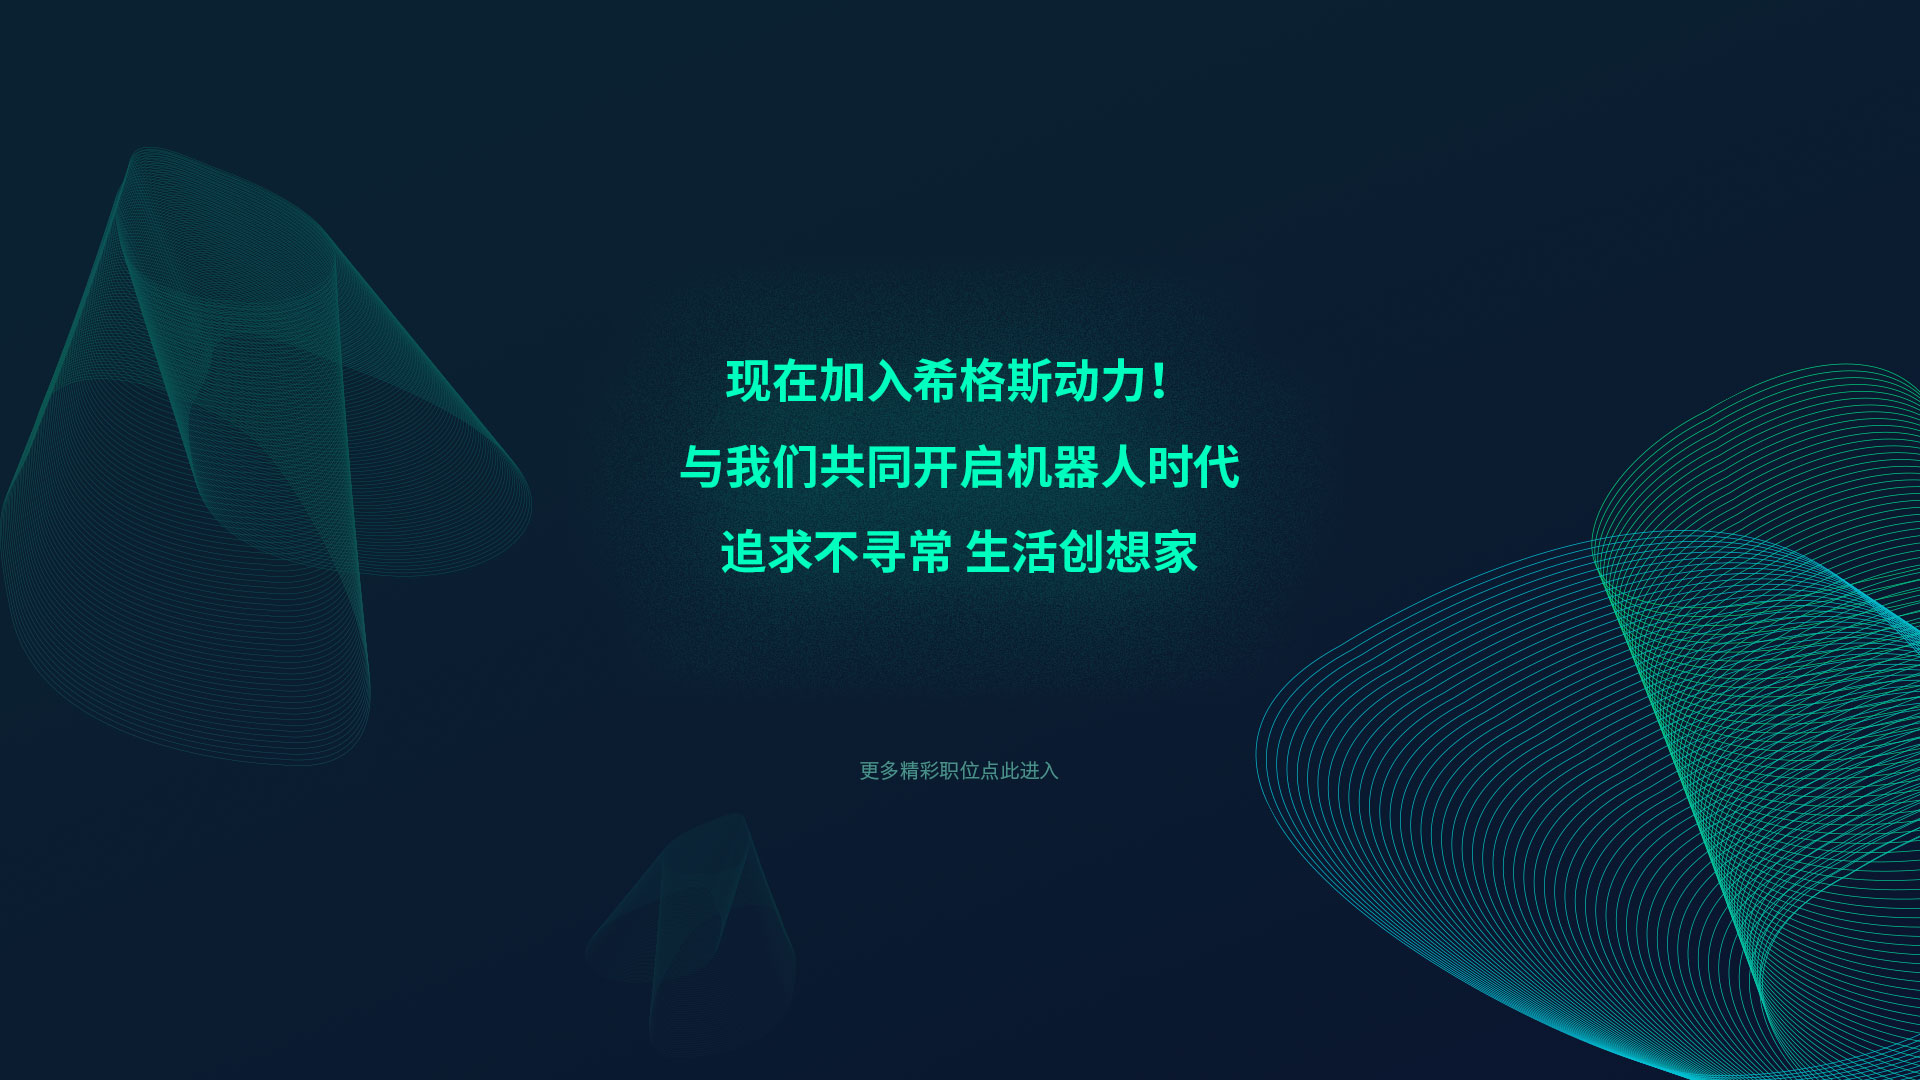 现在加入希格斯动力！
与我们共同开启机器人时代
追求不寻常 生活创想家
更多精彩职位点此进入